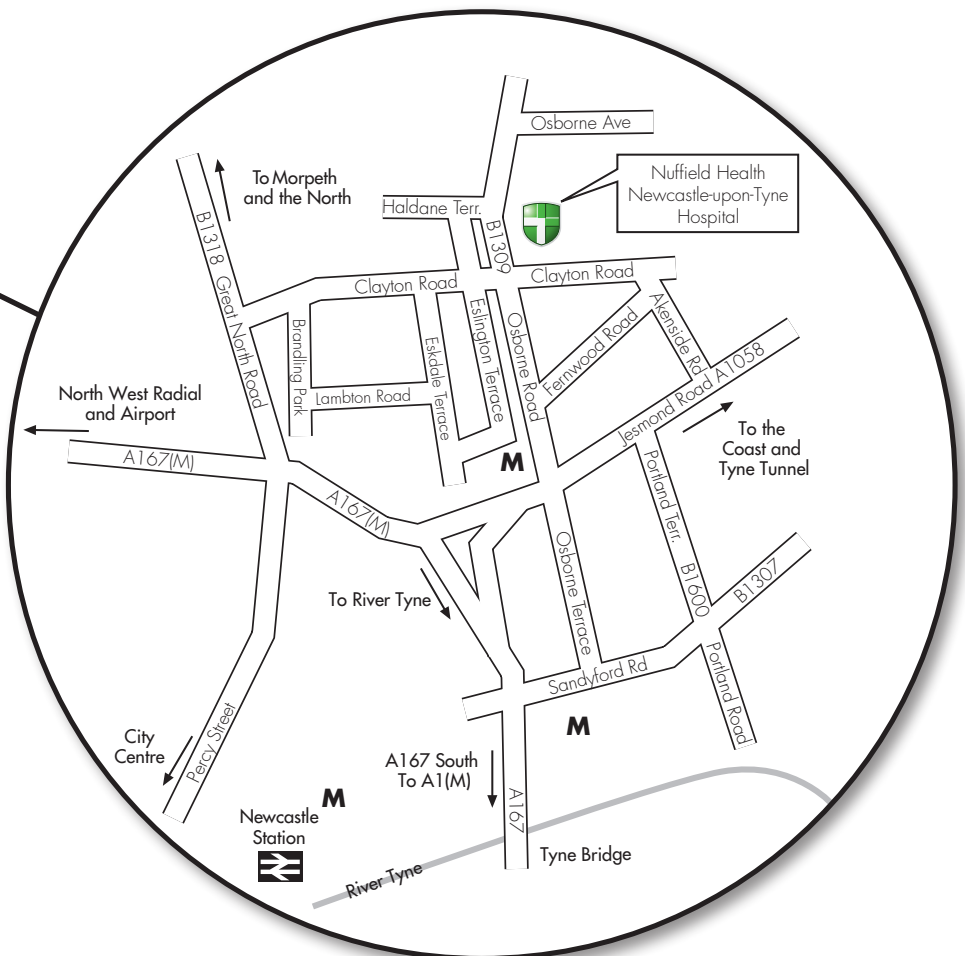 Osborne Ave
Nuffield Health
Newcastle-upon-Tyne
Hospital
To Morpeth
and the North
Haldane Terr.
B1309
B1318 Great North Road
Clayton Road
Clayton Road
Brandling Park
Eskdale Terrace
Eslington Terrace
Osborne Road
Fernwood Road
Akenside Rd
Lambton Road
Jesmond Road A1058
North West Radial
and Airport
To the
Coast and
Tyne Tunnel
A167(M)
M
A167(M)
Portland Terr. B1600
Osborne Terrace
B1307
To River Tyne
Sandyford Rd
Portland Road
M
City
Centre
Percy Street
A167 South
To A1(M)
A167
M
Newcastle
Station
Tyne Bridge
River Tyne